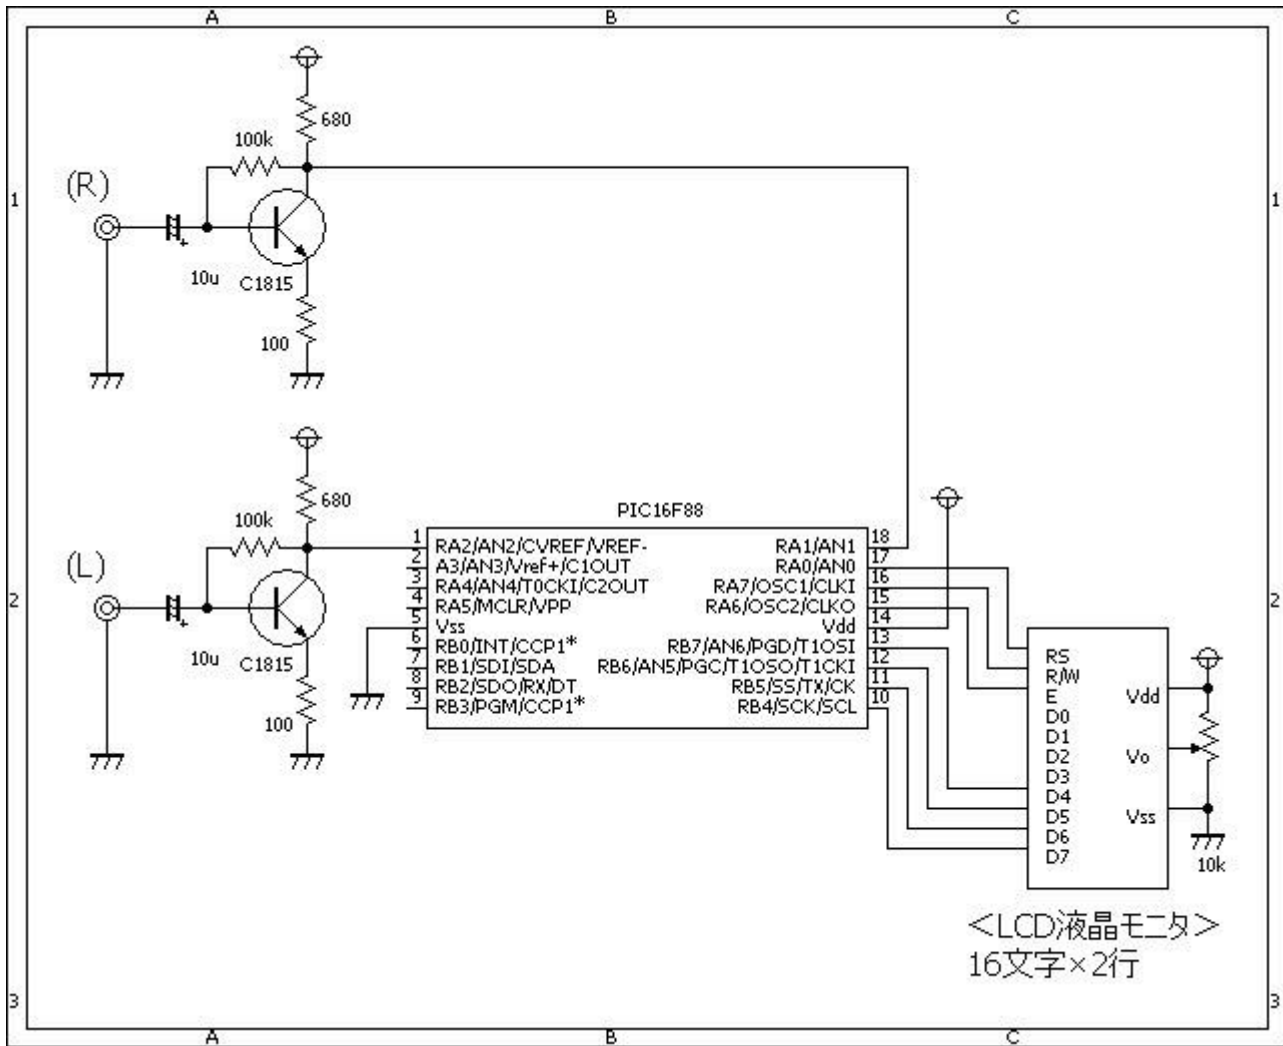 A B C
680
100k
(R)
1 1
10u C1815
100
680
100k
PIC16F88
1 RA2/AN2/CVREF/VREF- RA1/AN1 18
2 A3/AN3/Vref+/C1OUT RA0/AN0 17
(L)
3 RA4/AN4/T0CKI/C2OUT RA7/OSC1/CLKI 16
4 RA5/MCLR/VPP RA6/OSC2/CLKO 15
2 2
5 Vss Vdd 14
6 RB0/INT/CCP1* RB7/AN6/PGD/T1OSI 13
10u C1815
7 RB1/SDI/SDA RB6/AN5/PGC/T1OSO/T1CKI 12
8 RB2/SDO/RX/DT RB5/SS/TX/CK 11
9 RB3/PGM/CCP1* RB4/SCK/SCL 10
100
RS
R/W
E Vdd
D0
D1
D2 Vo
D3
D4
D5 Vss
D6
D7
10k
<LCD液晶モニタ>
16文字×2行
3 3
A B C